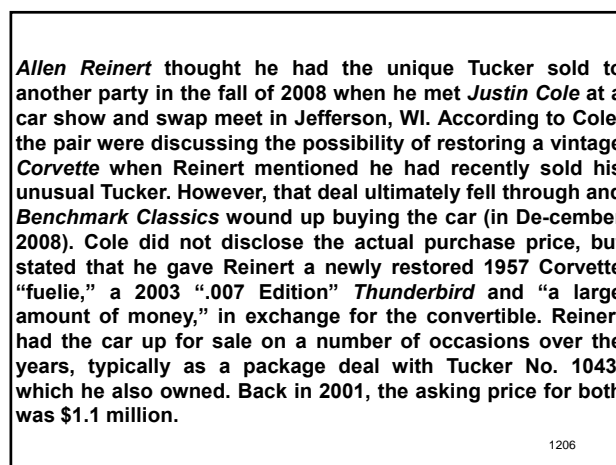 Allen Reinert thought he had the unique Tucker sold to
another party in the fall of 2008 when he met Justin Cole at a
car show and swap meet in Jefferson, WI. According to Cole,
the pair were discussing the possibility of restoring a vintage
Corvette when Reinert mentioned he had recently sold his
unusual Tucker. However, that deal ultimately fell through and
Benchmark Classics wound up buying the car (in De-cember
2008). Cole did not disclose the actual purchase price, but
stated that he gave Reinert a newly restored 1957 Corvette
“fuelie,” a 2003 “.007 Edition” Thunderbird and “a large
amount of money,” in exchange for the convertible. Reinert
had the car up for sale on a number of occasions over the
years, typically as a package deal with Tucker No. 1043,
which he also owned. Back in 2001, the asking price for both
was $1.1 million.
1206